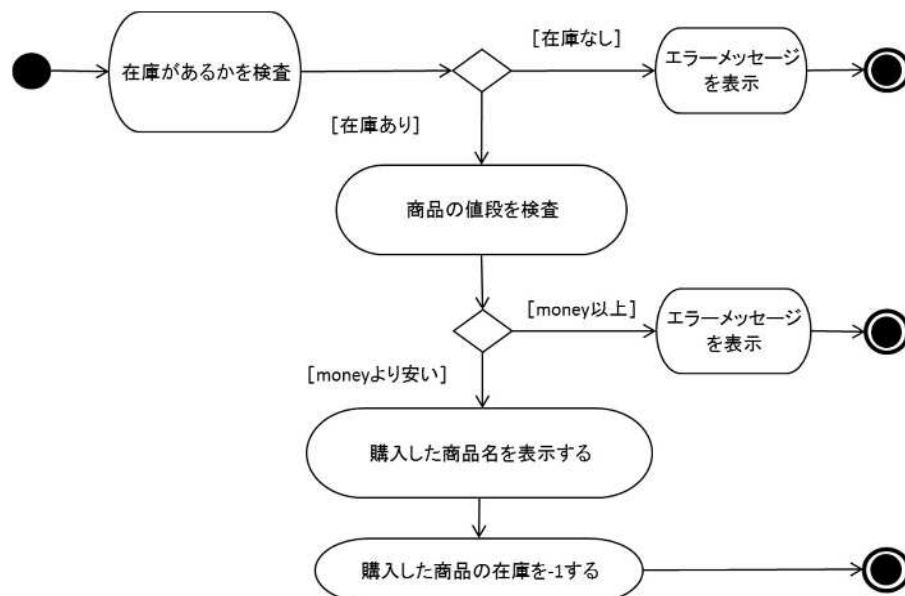 在庫があるかを検査
[在庫なし]
エラーメッセージ
を表示
[在庫あり]
商品の値段を検査
[money以上]
エラーメッセージ
を表示
[moneyより安い]
購入した商品名を表示する
購入した商品の在庫を-1する